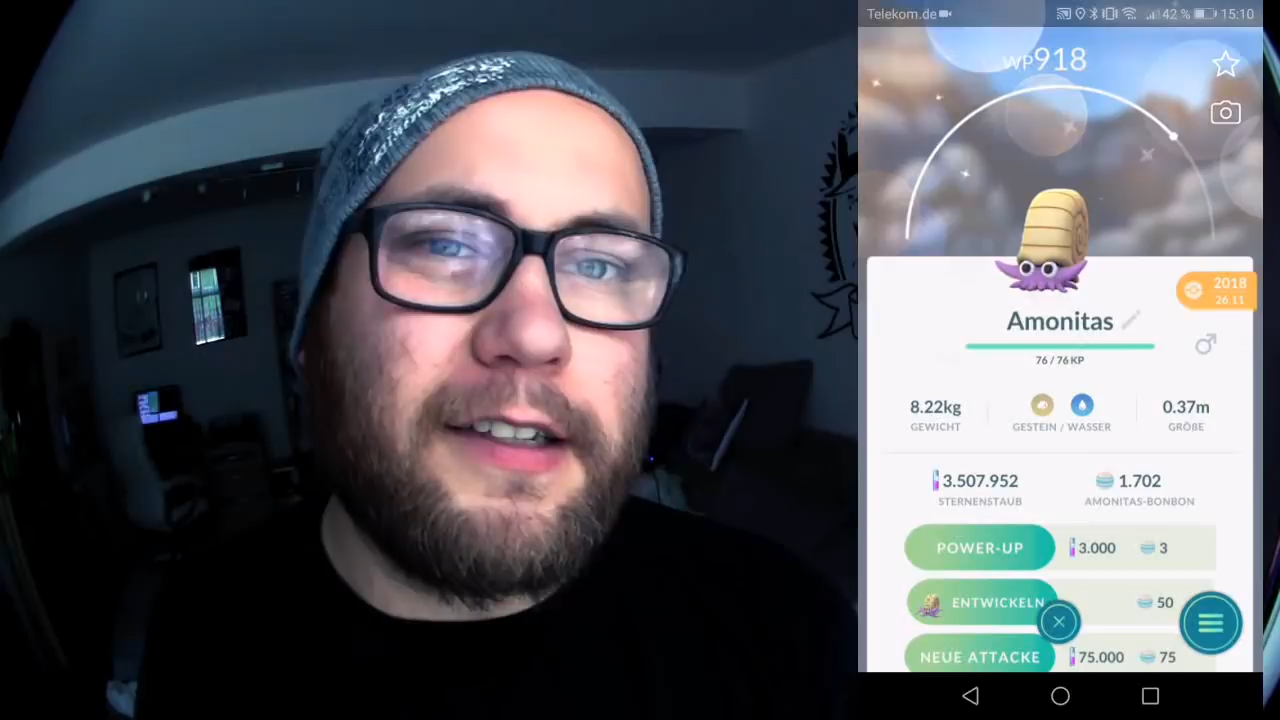 Telekom.de 42 % 15:10
WP918
2018
26.11
Amonitas
76 / 76 KP
8.22kg
GEWICHT
GESTEIN / WASSER
0.37m
GRÖßE
3.507.952
STERNENSTAUB
1.702
AMONITAS-BONBON
POWER-UP 3.000 3
ENTWICKELN 50
NEUE ATTACKE 75.000 75